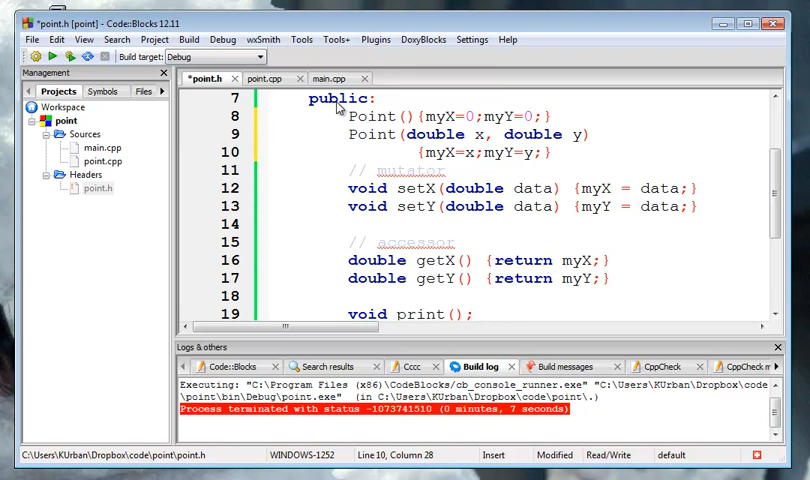 *point.h [point] - Code::Blocks 12.11
File Edit View Search Project Build Debug wxSmith Tools Tools+ Plugins DoxyBlocks Settings Help
Build target: Debug
Management
Projects Symbols Files
Workspace
point
Sources
main.cpp
point.cpp
Headers
point.h
*point.h point.cpp main.cpp
7 public:
8 Point(){myX=0;myY=0;}
9 Point(double x, double y)
10 {myX=x;myY=y;}
11 // mutator
12 void setX(double data) {myX = data;}
13 void setY(double data) {myY = data;}
14
15 // accessor
16 double getX() {return myX;}
17 double getY() {return myY;}
18
19 void print();
Logs & others
Code::Blocks Search results Cccc Build log Build messages CppCheck CppCheck m
Executing: "C:\Program Files (x86)\CodeBlocks/cb_console_runner.exe" "C:\Users\KUrban\Dropbox\code
\point\bin\Debug\point.exe" (in C:\Users\KUrban\Dropbox\code\point\.)
Process terminated with status -1073741510 (0 minutes, 7 seconds)
C:\Users\KUrban\Dropbox\code\point\point.h WINDOWS-1252 Line 10, Column 28 Insert Modified Read/Write default